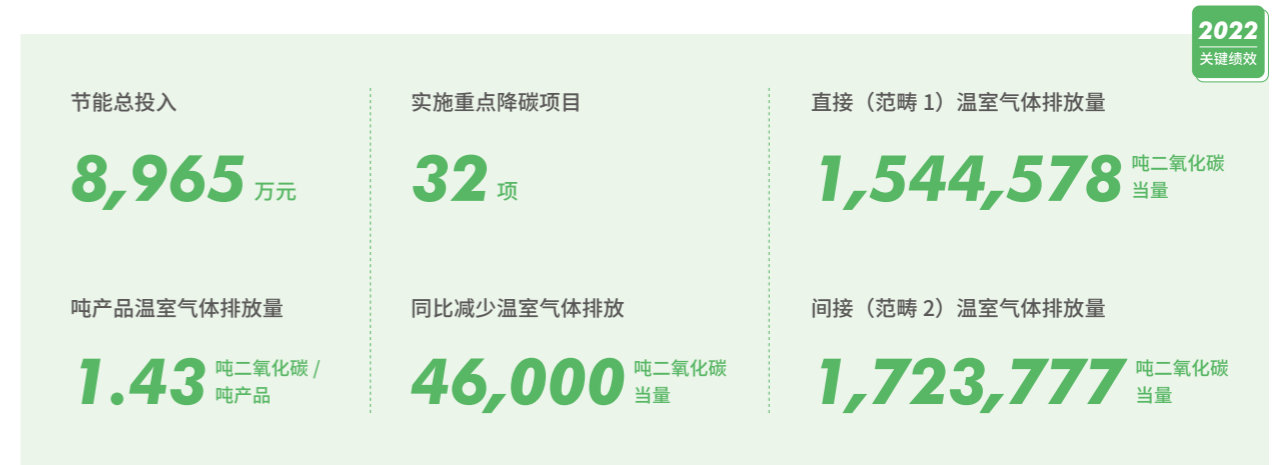 2022
关键绩效
节能总投入
8,965 万元
实施重点降碳项目
32 项
直接（范畴 1）温室气体排放量
1,544,578 吨二氧化碳
当量
吨产品温室气体排放量
1.43 吨二氧化碳 /
吨产品
同比减少温室气体排放
46,000 吨二氧化碳
当量
间接（范畴 2）温室气体排放量
1,723,777 吨二氧化碳
当量